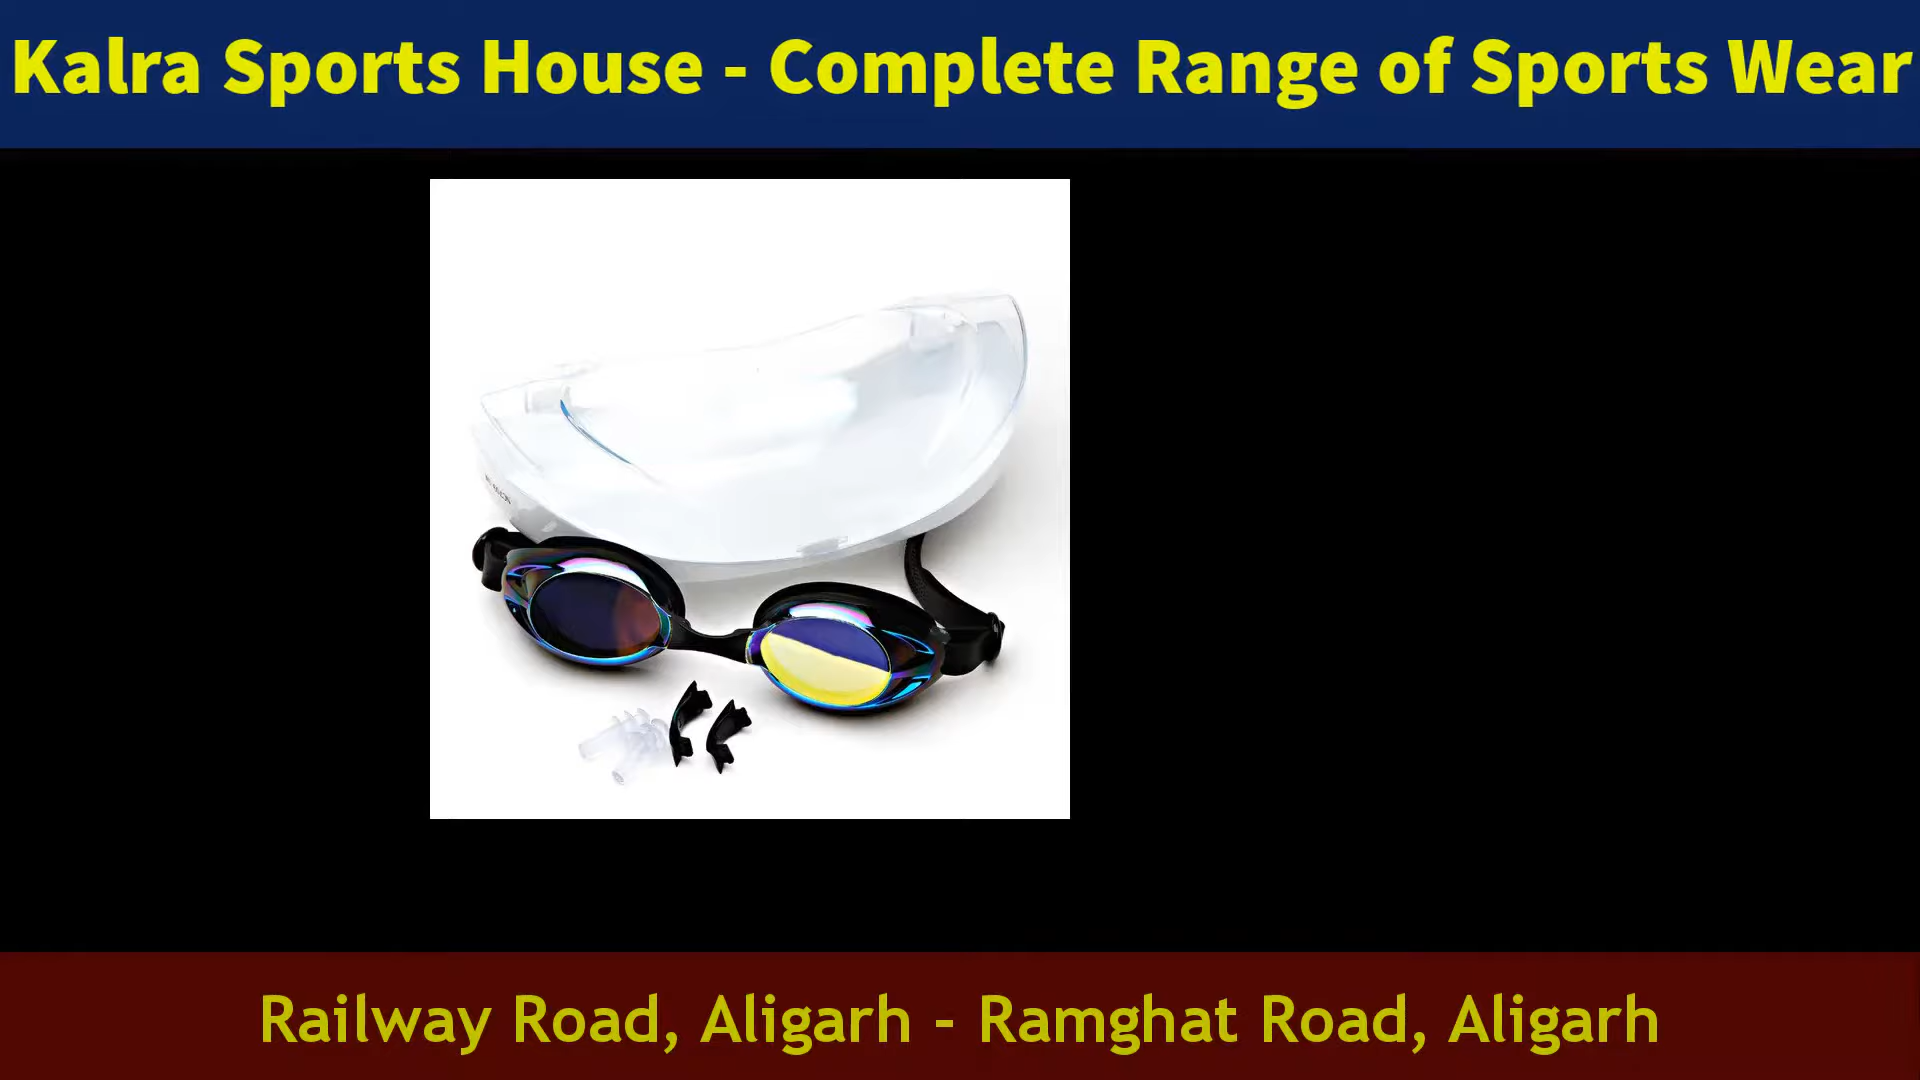 Kalra Sports House - Complete Range of Sports Wear
Railway Road, Aligarh - Ramghat Road, Aligarh